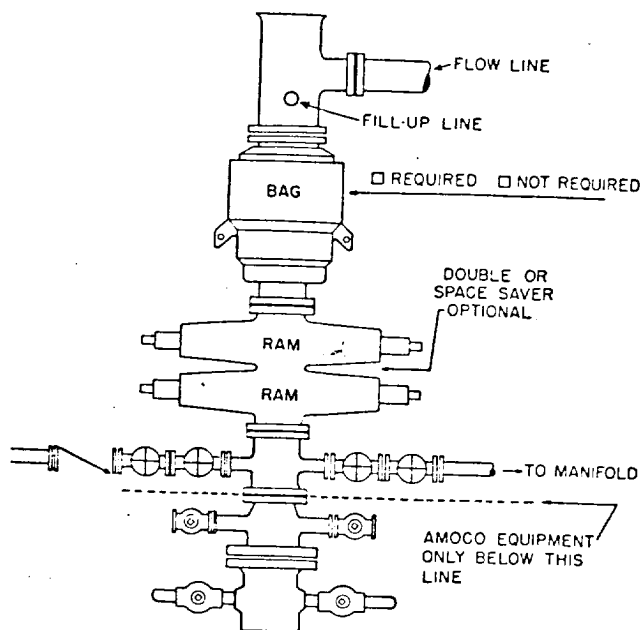 FLOW LINE
FILL-UP LINE
BAG
☐ REQUIRED ☐ NOT REQUIRED
DOUBLE OR
SPACE SAVER
OPTIONAL
RAM
RAM
TO MANIFOLD
AMOCO EQUIPMENT
ONLY BELOW THIS
LINE